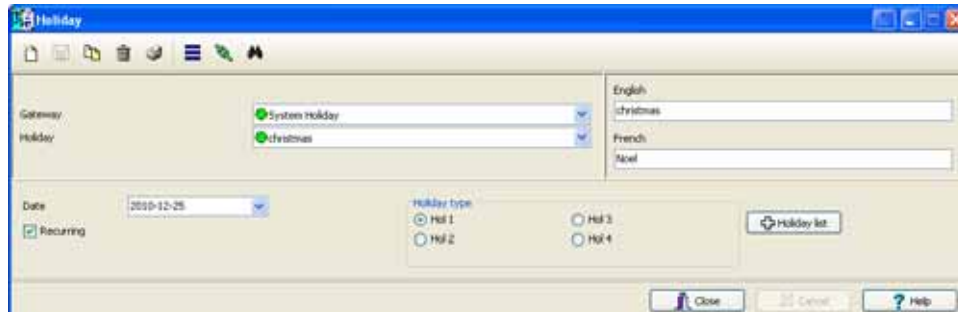 Holiday
English
christmas
Gateway
System Holiday
Holiday
christmas
French
Noel
Date
2010-12-25
Recurring
Holiday type
Hol 1
Hol 3
Hol 2
Hol 4
Holiday list
Close
Cancel
Help